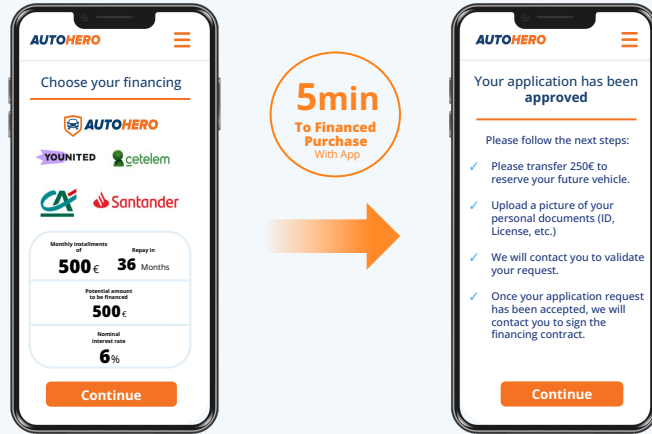 AUTOHERO
Choose your financing
AUTOHERO
YOUNITED
cetelem
CA
Santander
Monthly installments
of
500 €
Repay in
36 Months
Potential amount
to be financed
500 €
Nominal
interest rate
6%
Continue
5min
To Financed
Purchase
With App
AUTOHERO
Your application has been
approved
Please follow the next steps:
✓ Please transfer 250€ to
reserve your future vehicle.
✓ Upload a picture of your
personal documents (ID,
License, etc.)
✓ We will contact you to validate
your request.
✓ Once your application request
has been accepted, we will
contact you to sign the
financing contract.
Continue